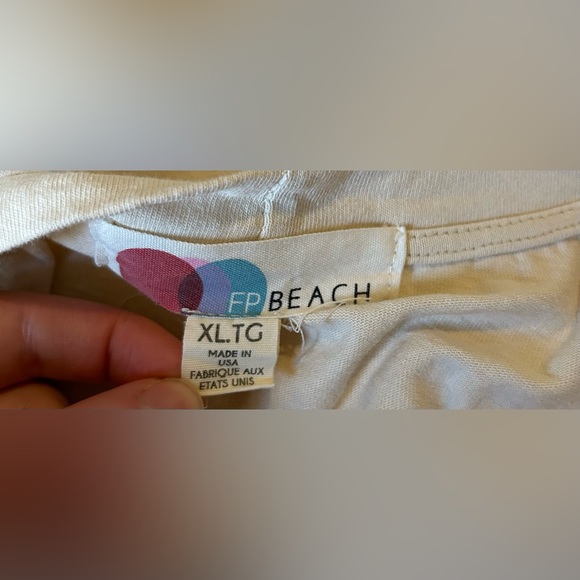 FP BEACH
XL.TG
MADE IN
USA
FABRIQUE AUX
ETATS UNIS